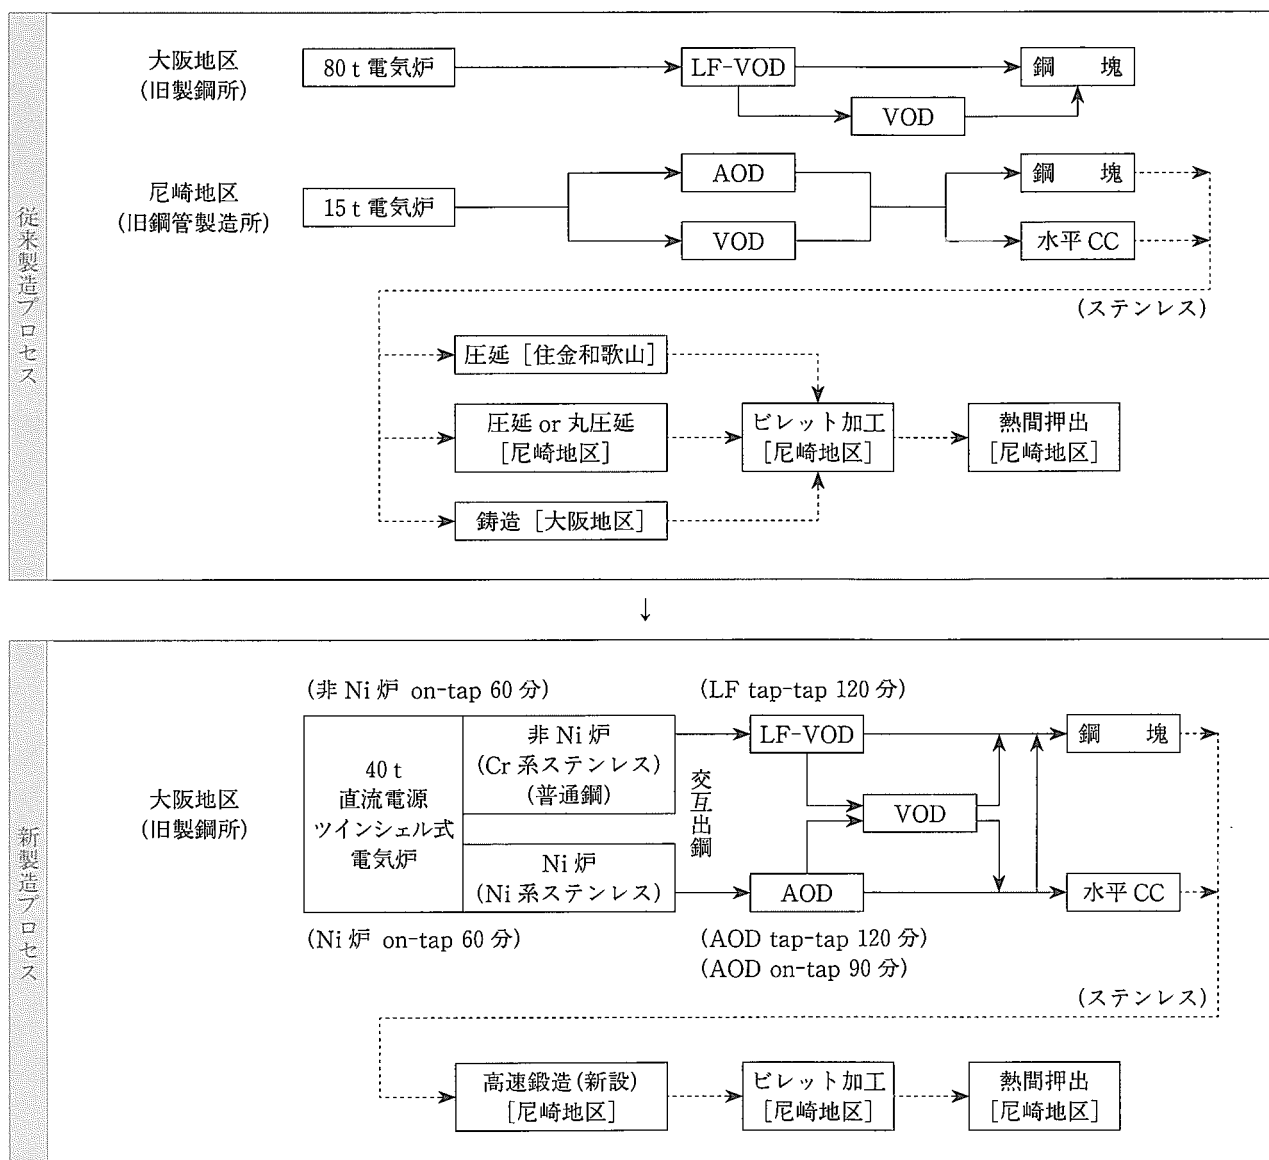 従来製造プロセス
大阪地区
(旧製鋼所)
80 t 電気炉
LF-VOD
鋼 塊
VOD
尼崎地区
(旧鋼管製造所)
15 t 電気炉
AOD
VOD
鋼 塊
水平 CC
(ステンレス)
圧延［住金和歌山］
圧延 or 丸圧延
［尼崎地区］
鋳造［大阪地区］
ビレット加工
［尼崎地区］
熱間押出
［尼崎地区］
↓
新製造プロセス
大阪地区
(旧製鋼所)
(非 Ni 炉 on-tap 60 分)
40 t
直流電源
ツインシェル式
電気炉
非 Ni 炉
(Cr 系ステンレス)
(普通鋼)
Ni 炉
(Ni 系ステンレス)
(Ni 炉 on-tap 60 分)
交互出鋼
(LF tap-tap 120 分)
LF-VOD
VOD
AOD
(AOD tap-tap 120 分)
(AOD on-tap 90 分)
鋼 塊
水平 CC
(ステンレス)
高速鍛造(新設)
［尼崎地区］
ビレット加工
［尼崎地区］
熱間押出
［尼崎地区］